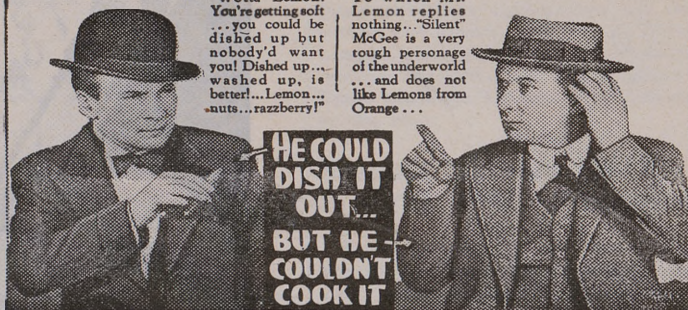 You're getting soft
...you could be
dished up but
nobody'd want
you! Dished up...
washed up, is
better!...Lemon...
nuts...razzberry!"
Lemon replies
nothing..."Silent"
McGee is a very
tough personage
of the underworld
...and does not
like Lemons from
Orange...
HE COULD
DISH IT
OUT...
BUT HE
COULDN'T
COOK IT